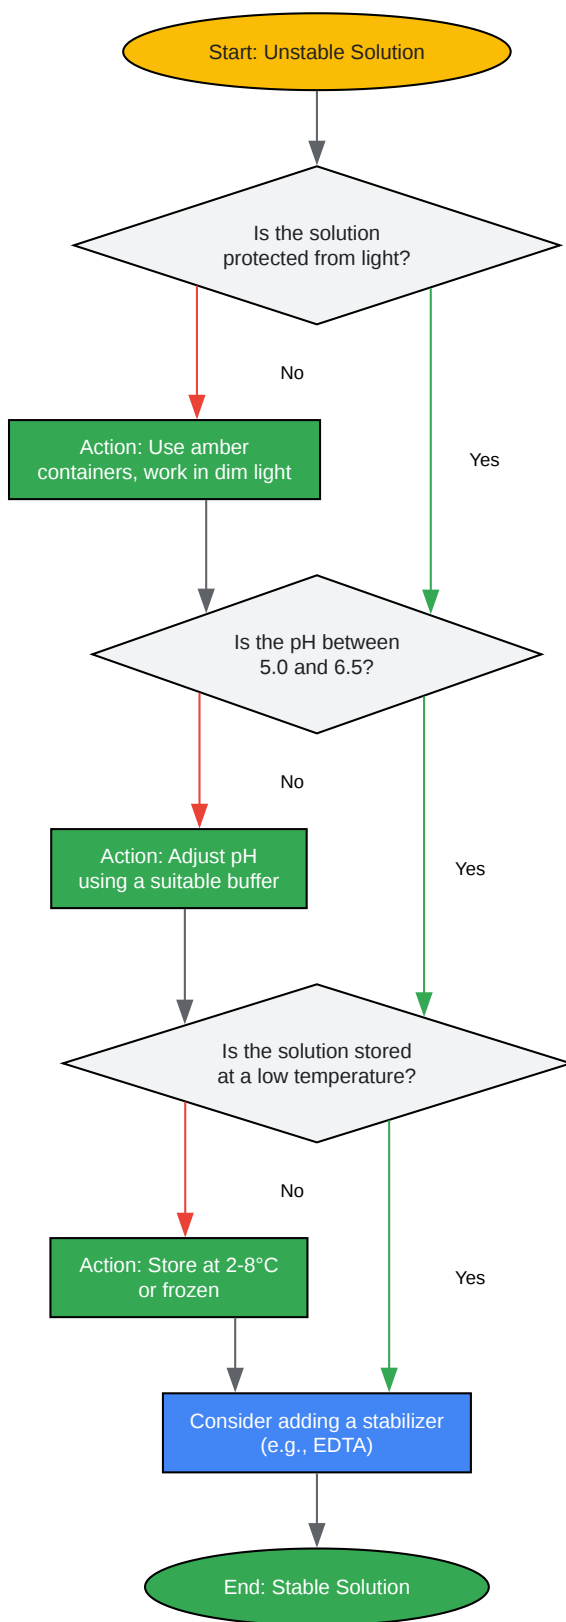 Start: Unstable Solution
Is the solution
protected from light?
No
Action: Use amber
containers, work in dim light
Yes
Is the pH between
5.0 and 6.5?
No
Action: Adjust pH
using a suitable buffer
Yes
Is the solution stored
at a low temperature?
No
Action: Store at 2-8°C
or frozen
Yes
Consider adding a stabilizer
(e.g., EDTA)
End: Stable Solution